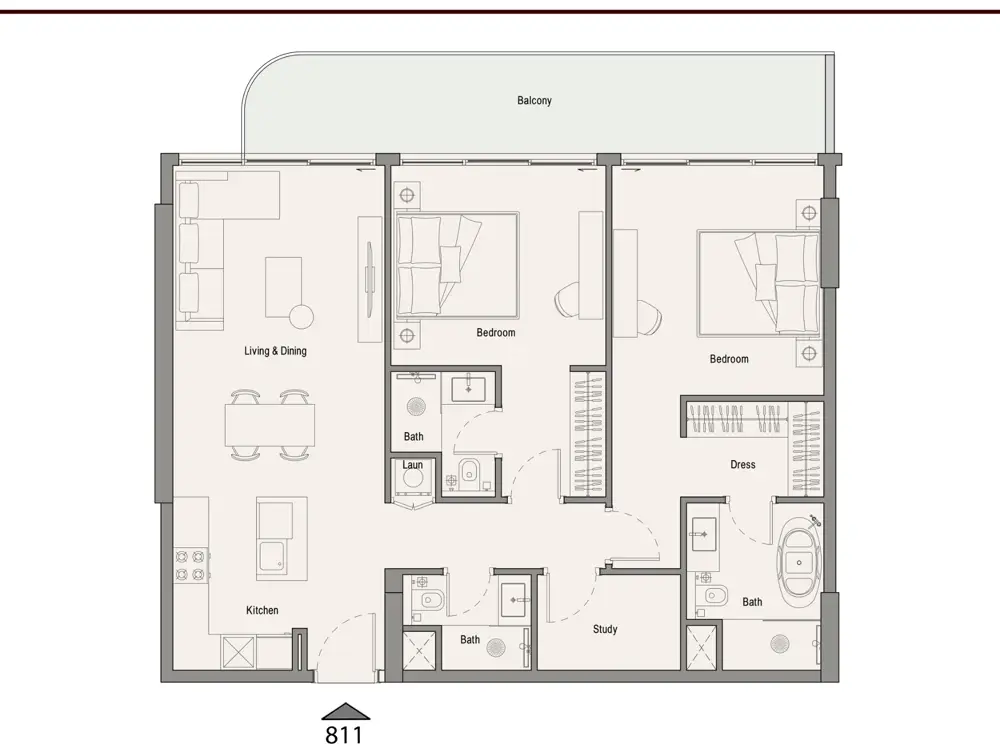 Balcony
Bedroom
Living & Dining
Bedroom
Bath
Laun
Dress
Kitchen
Bath
Study
Bath
811